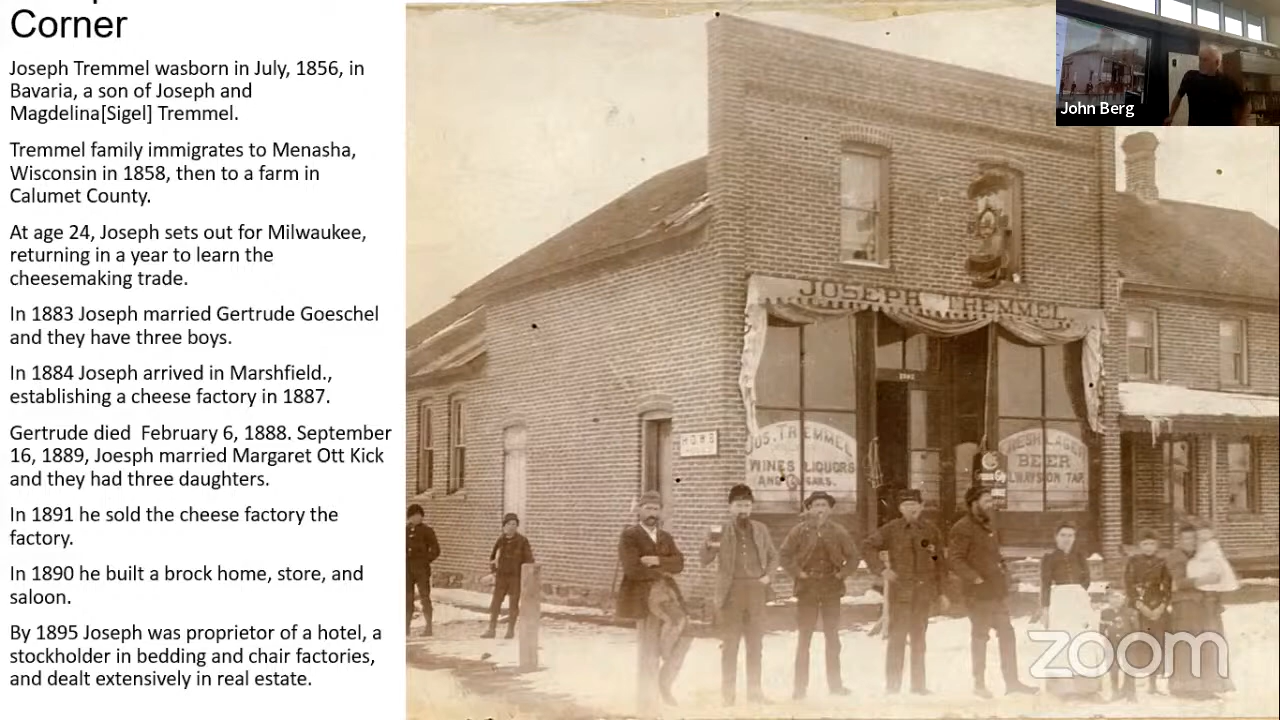 Corner
Joseph Tremmel wasborn in July, 1856, in
Bavaria, a son of Joseph and
Magdelina[Sigel] Tremmel.
Tremmel family immigrates to Menasha,
Wisconsin in 1858, then to a farm in
Calumet County.
At age 24, Joseph sets out for Milwaukee,
returning in a year to learn the
cheesemaking trade.
In 1883 Joseph married Gertrude Goeschel
and they have three boys.
In 1884 Joseph arrived in Marshfield.,
establishing a cheese factory in 1887.
Gertrude died  February 6, 1888. September
16, 1889, Joesph married Margaret Ott Kick
and they had three daughters.
In 1891 he sold the cheese factory the
factory.
In 1890 he built a brock home, store, and
saloon.
By 1895 Joseph was proprietor of a hotel, a
stockholder in bedding and chair factories,
and dealt extensively in real estate.
JOSEPH TREMMEL
JOS. TREMMEL
WINES LIQUORS
AND CIGARS.
FRESH LAGER
BEER
ALWAYS ON TAP.
John Berg
zoom